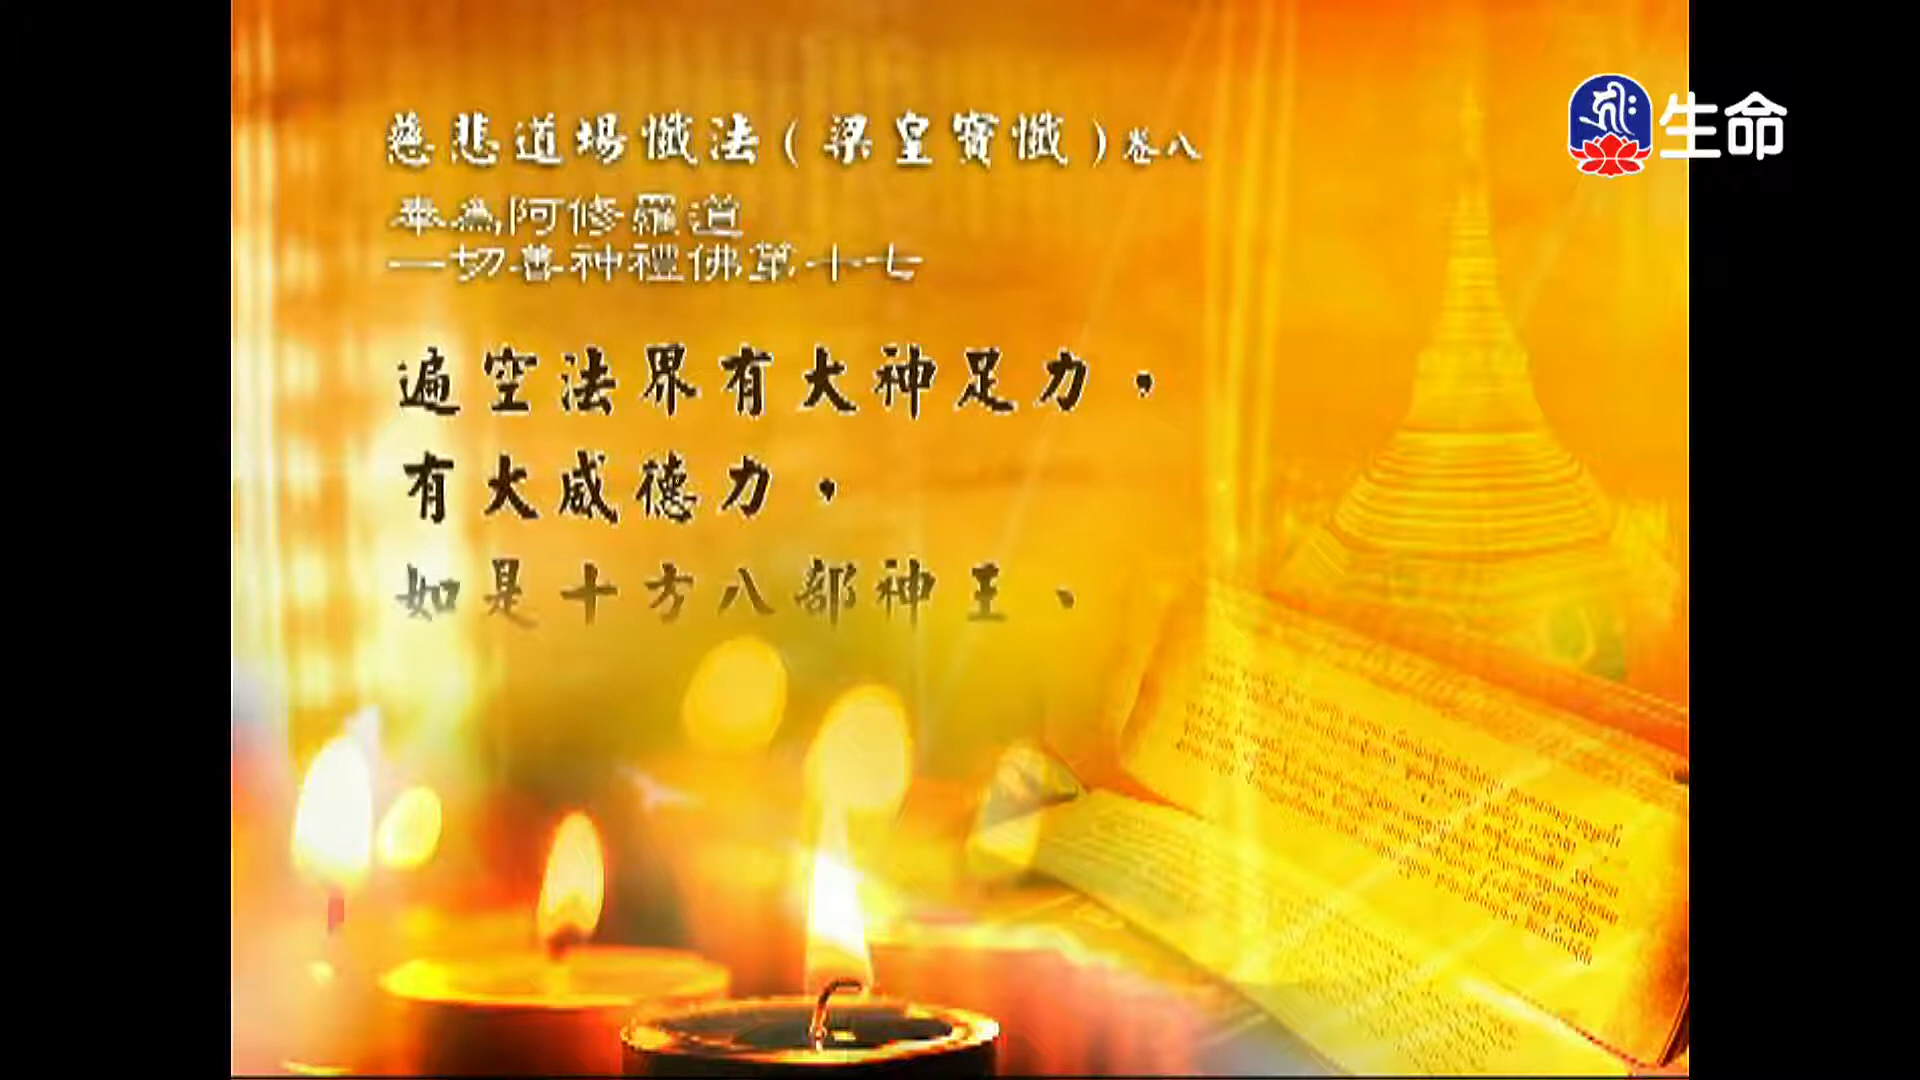 慈悲道場懺法(梁皇寶懺)卷八
生命
奉為阿修羅道
一切善神禮佛第十七
遍空法界有大神足力，
有大威德力，
如是十方八部神王、